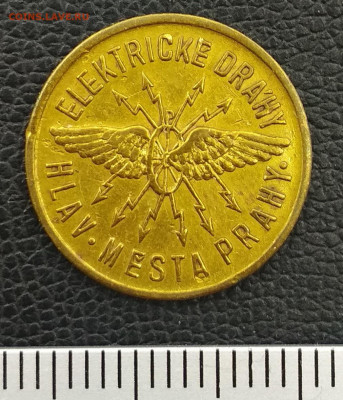 ELEKTRICKÉ DRÁHY
HLAV. MĚSTA PRAHY.